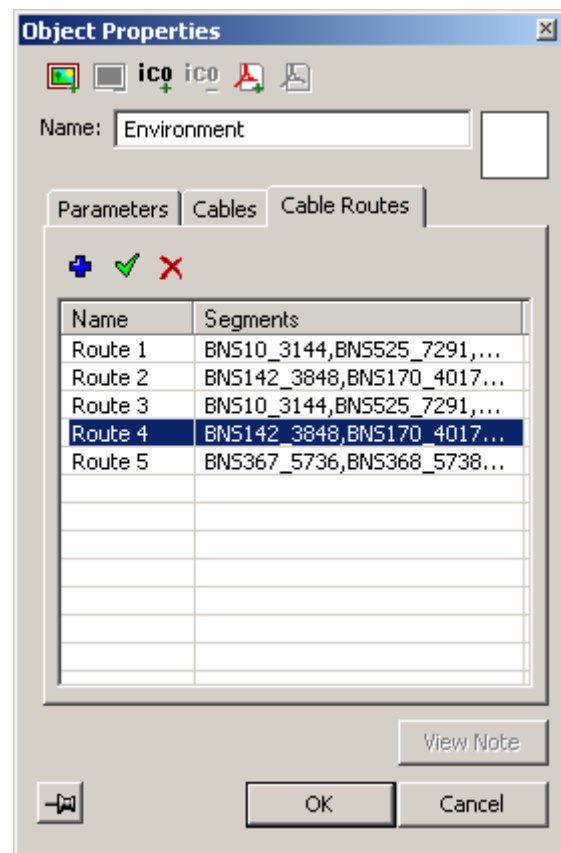 Object Properties
ico ico
Name: Environment
Parameters Cables Cable Routes
Name Segments
Route 1 BNS10_3144,BNS525_7291,...
Route 2 BNS142_3848,BNS170_4017...
Route 3 BNS10_3144,BNS525_7291,...
Route 4 BNS142_3848,BNS170_4017...
Route 5 BNS367_5736,BNS368_5738...
View Note
OK Cancel